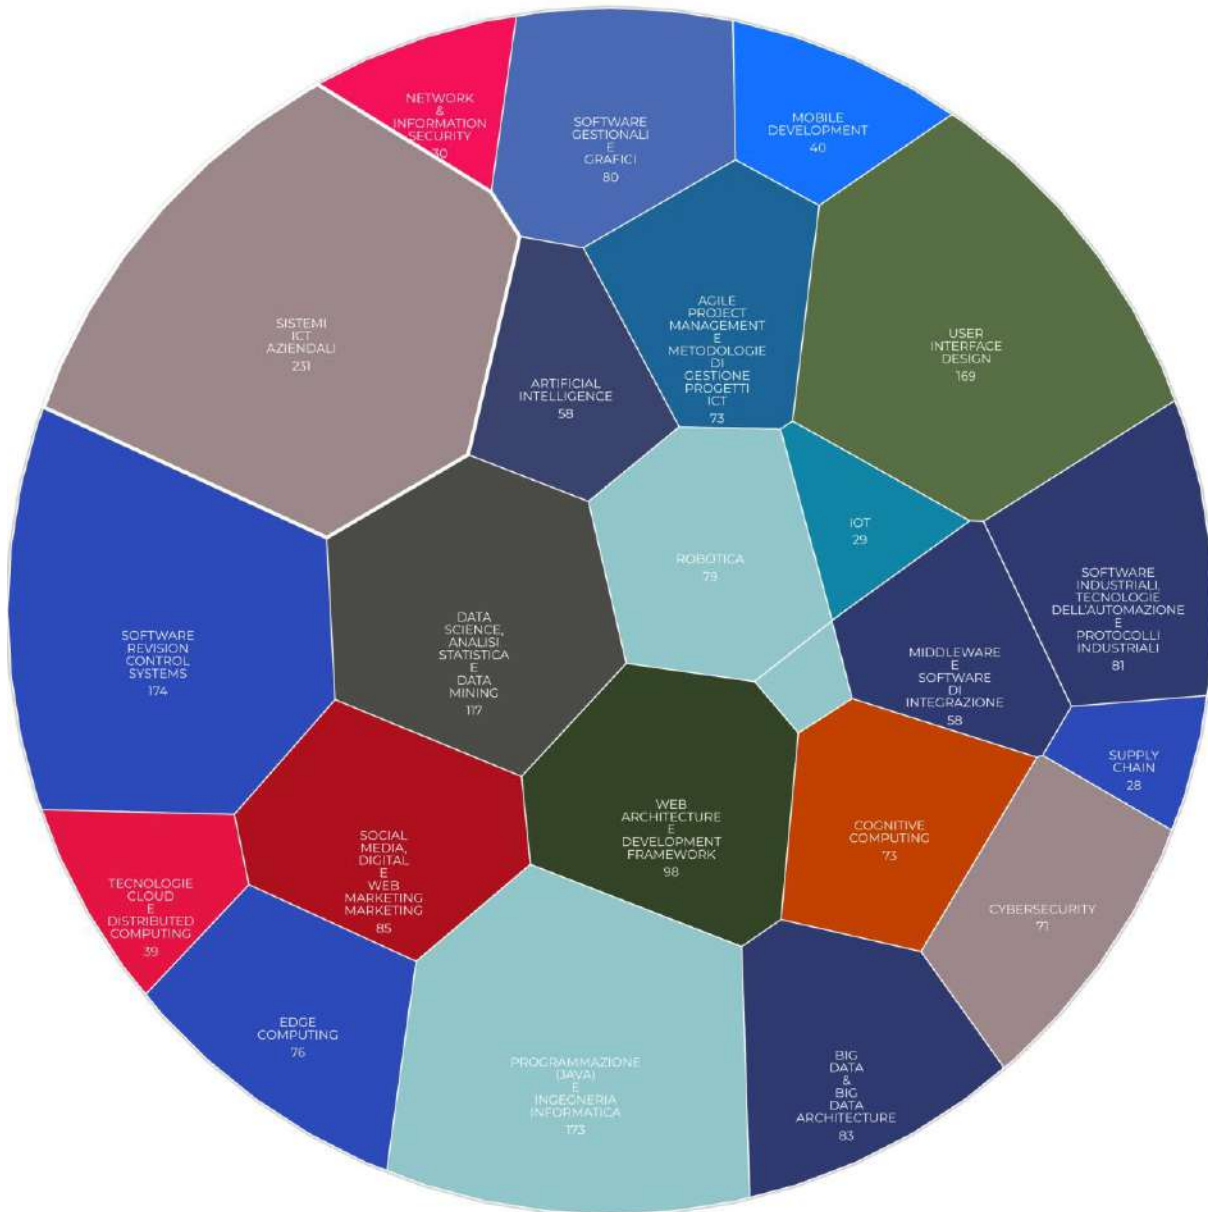 NETWORK
&
INFORMATION
SECURITY
30
SOFTWARE
GESTIONALI
E
GRAFICI
80
MOBILE
DEVELOPMENT
40
SISTEMI
ICT
AZIENDALI
231
ARTIFICIAL
INTELLIGENCE
58
AGILE
PROJECT
MANAGEMENT
E
METODOLOGIE
DI
GESTIONE
PROGETTI
ICT
73
USER
INTERFACE
DESIGN
169
IOT
29
ROBOTICA
79
SOFTWARE
INDUSTRIALI,
TECNOLOGIE
DELL'AUTOMAZIONE
E
PROTOCOLLI
INDUSTRIALI
81
SOFTWARE
REVISION
CONTROL
SYSTEMS
174
DATA
SCIENCE,
ANALISI
STATISTICA
E
DATA
MINING
117
MIDDLEWARE
E
SOFTWARE
DI
INTEGRAZIONE
58
SUPPLY
CHAIN
28
SOCIAL
MEDIA,
DIGITAL
E
WEB
MARKETING
MARKETING
85
WEB
ARCHITECTURE
E
DEVELOPMENT
FRAMEWORK
98
COGNITIVE
COMPUTING
73
TECNOLOGIE
CLOUD
E
DISTRIBUTED
COMPUTING
39
CYBERSECURITY
71
EDGE
COMPUTING
76
PROGRAMMAZIONE
(JAVA)
E
INGEGNERIA
INFORMATICA
173
BIG
DATA
&
BIG
DATA
ARCHITECTURE
83